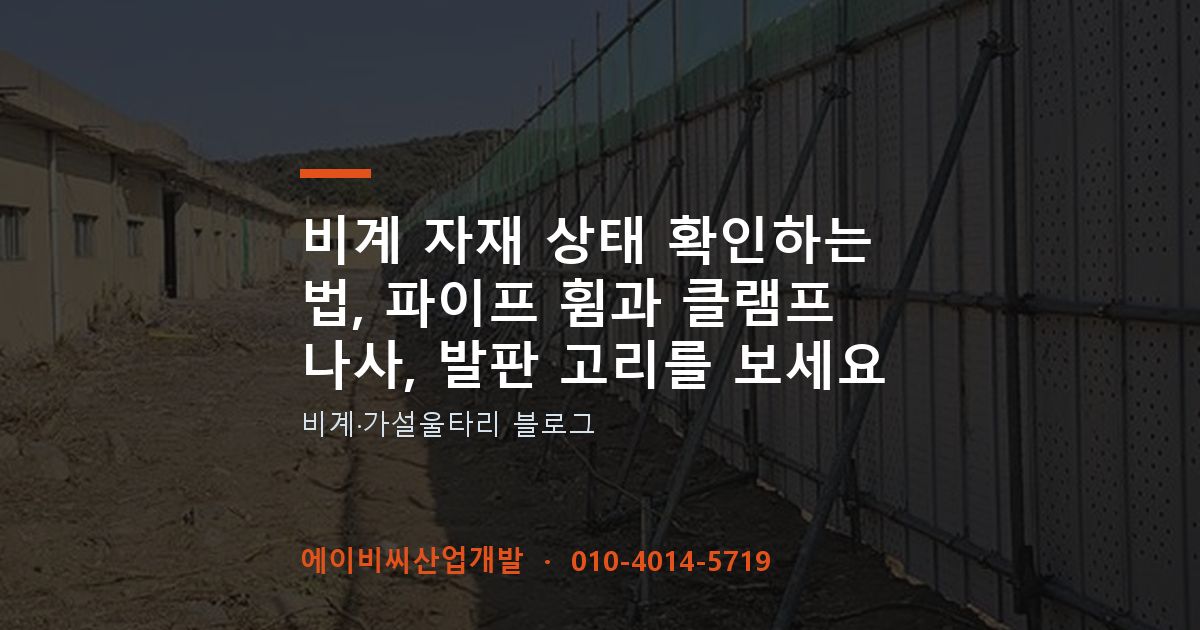 비계 자재 상태 확인하는
법, 파이프 휨과 클램프
나사, 발판 고리를 보세요
비계·가설울타리 블로그
에이비씨산업개발 · 010-4014-5719